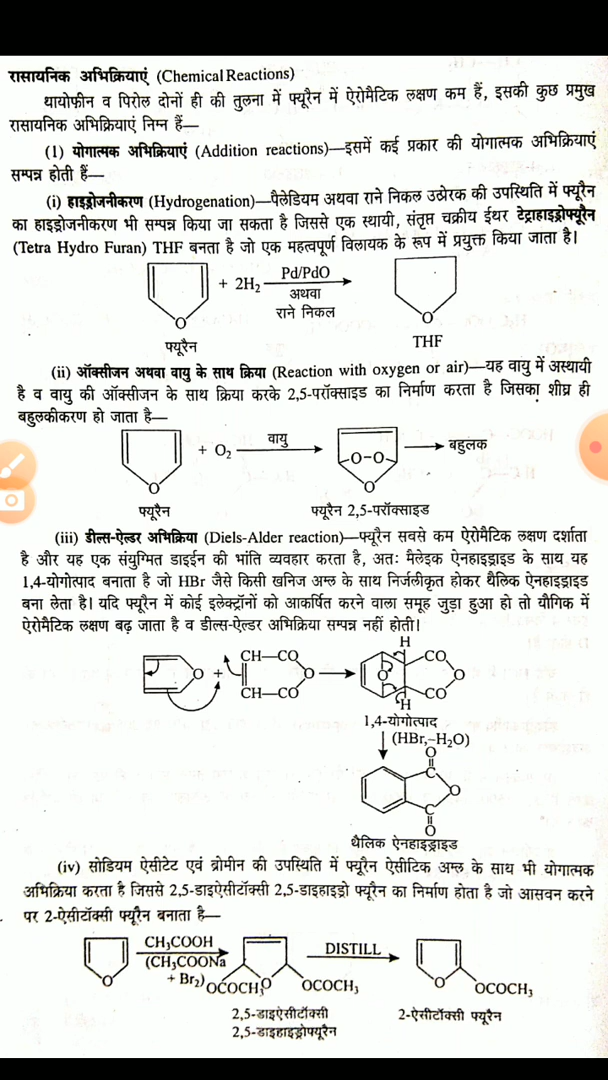 रासायनिक अभिक्रियाएं (Chemical Reactions)
थायोफीन व पिरोल दोनों ही की तुलना में फ्यूरैन में ऐरोमैटिक लक्षण कम हैं, इसकी कुछ प्रमुख
रासायनिक अभिक्रियाएं निम्न हैं—
(1) योगात्मक अभिक्रियाएं (Addition reactions)—इसमें कई प्रकार की योगात्मक अभिक्रियाएं
सम्पन्न होती हैं—
(i) हाइड्रोजनीकरण (Hydrogenation)—पैलेडियम अथवा राने निकल उत्प्रेरक की उपस्थिति में फ्यूरैन
का हाइड्रोजनीकरण भी सम्पन्न किया जा सकता है जिससे एक स्थायी, संतृप्त चक्रीय ईथर टेट्राहाइड्रोफ्यूरैन
(Tetra Hydro Furan) THF बनता है जो एक महत्वपूर्ण विलायक के रूप में प्रयुक्त किया जाता है।
O + 2H₂ Pd/PdO O
अथवा
राने निकल
फ्यूरैन THF
(ii) ऑक्सीजन अथवा वायु के साथ क्रिया (Reaction with oxygen or air)—यह वायु में अस्थायी
है व वायु की ऑक्सीजन के साथ क्रिया करके 2,5-परॉक्साइड का निर्माण करता है जिसका शीघ्र ही
बहुलकीकरण हो जाता है—
O + O₂ वायु O–O O बहुलक
फ्यूरैन फ्यूरैन 2,5-परॉक्साइड
(iii) डील्स-ऐल्डर अभिक्रिया (Diels-Alder reaction)—फ्यूरैन सबसे कम ऐरोमैटिक लक्षण दर्शाता
है और यह एक संयुग्मित डाइईन की भांति व्यवहार करता है, अतः मैलेइक ऐनहाइड्राइड के साथ यह
1,4-योगोत्पाद बनाता है जो HBr जैसे किसी खनिज अम्ल के साथ निर्जलीकृत होकर थैलिक ऐनहाइड्राइड
बना लेता है। यदि फ्यूरैन में कोई इलेक्ट्रॉनों को आकर्षित करने वाला समूह जुड़ा हुआ हो तो यौगिक में
ऐरोमैटिक लक्षण बढ़ जाता है व डील्स-ऐल्डर अभिक्रिया सम्पन्न नहीं होती।
H
CH—CO CO
O + O O O
CH—CO CO
H
1,4-योगोत्पाद
(HBr,–H₂O)
O
C
O
C
O
थैलिक ऐनहाइड्राइड
(iv) सोडियम ऐसीटेट एवं ब्रोमीन की उपस्थिति में फ्यूरैन ऐसीटिक अम्ल के साथ भी योगात्मक
अभिक्रिया करता है जिससे 2,5-डाइऐसीटॉक्सी 2,5-डाइहाइड्रो फ्यूरैन का निर्माण होता है जो आसवन करने
पर 2-ऐसीटॉक्सी फ्यूरैन बनाता है—
O CH₃COOH DISTILL O
(CH₃COONa
+ Br₂) OCOCH₃ O OCOCH₃ OCOCH₃
2,5-डाइऐसीटॉक्सी 2-ऐसीटॉक्सी फ्यूरैन
2,5-डाइहाइड्रोफ्यूरैन